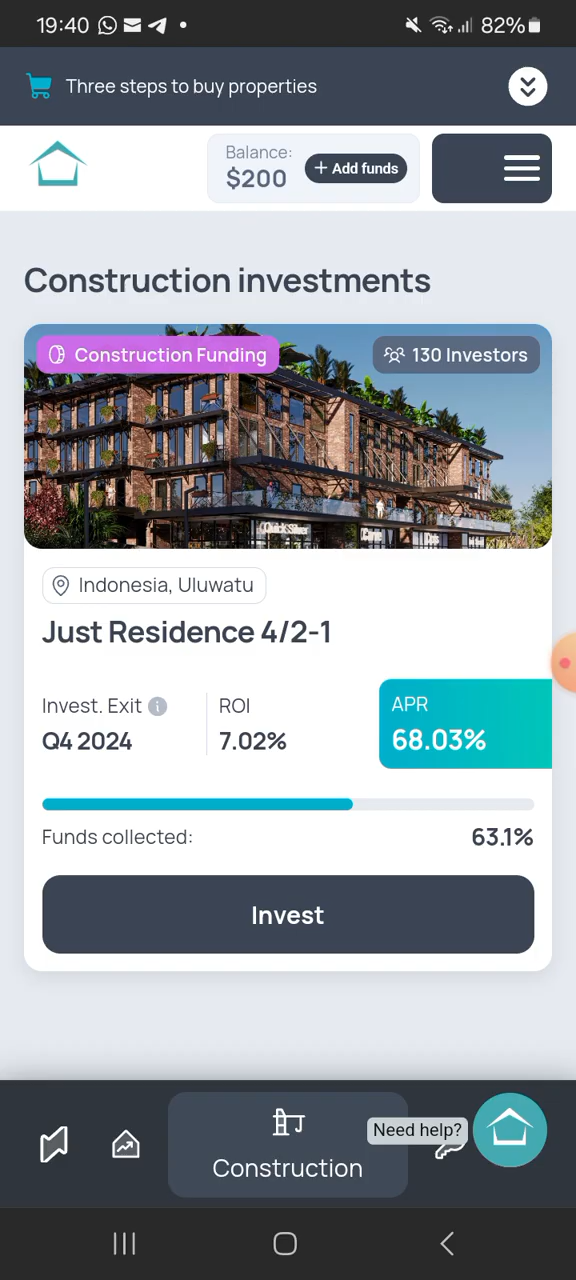 19:40
82%
Three steps to buy properties
Balance:
$200
+ Add funds
Construction investments
Construction Funding
130 Investors
Indonesia, Uluwatu
Just Residence 4/2-1
Invest. Exit
ROI
APR
Q4 2024
7.02%
68.03%
Funds collected:
63.1%
Invest
Need help?
Construction